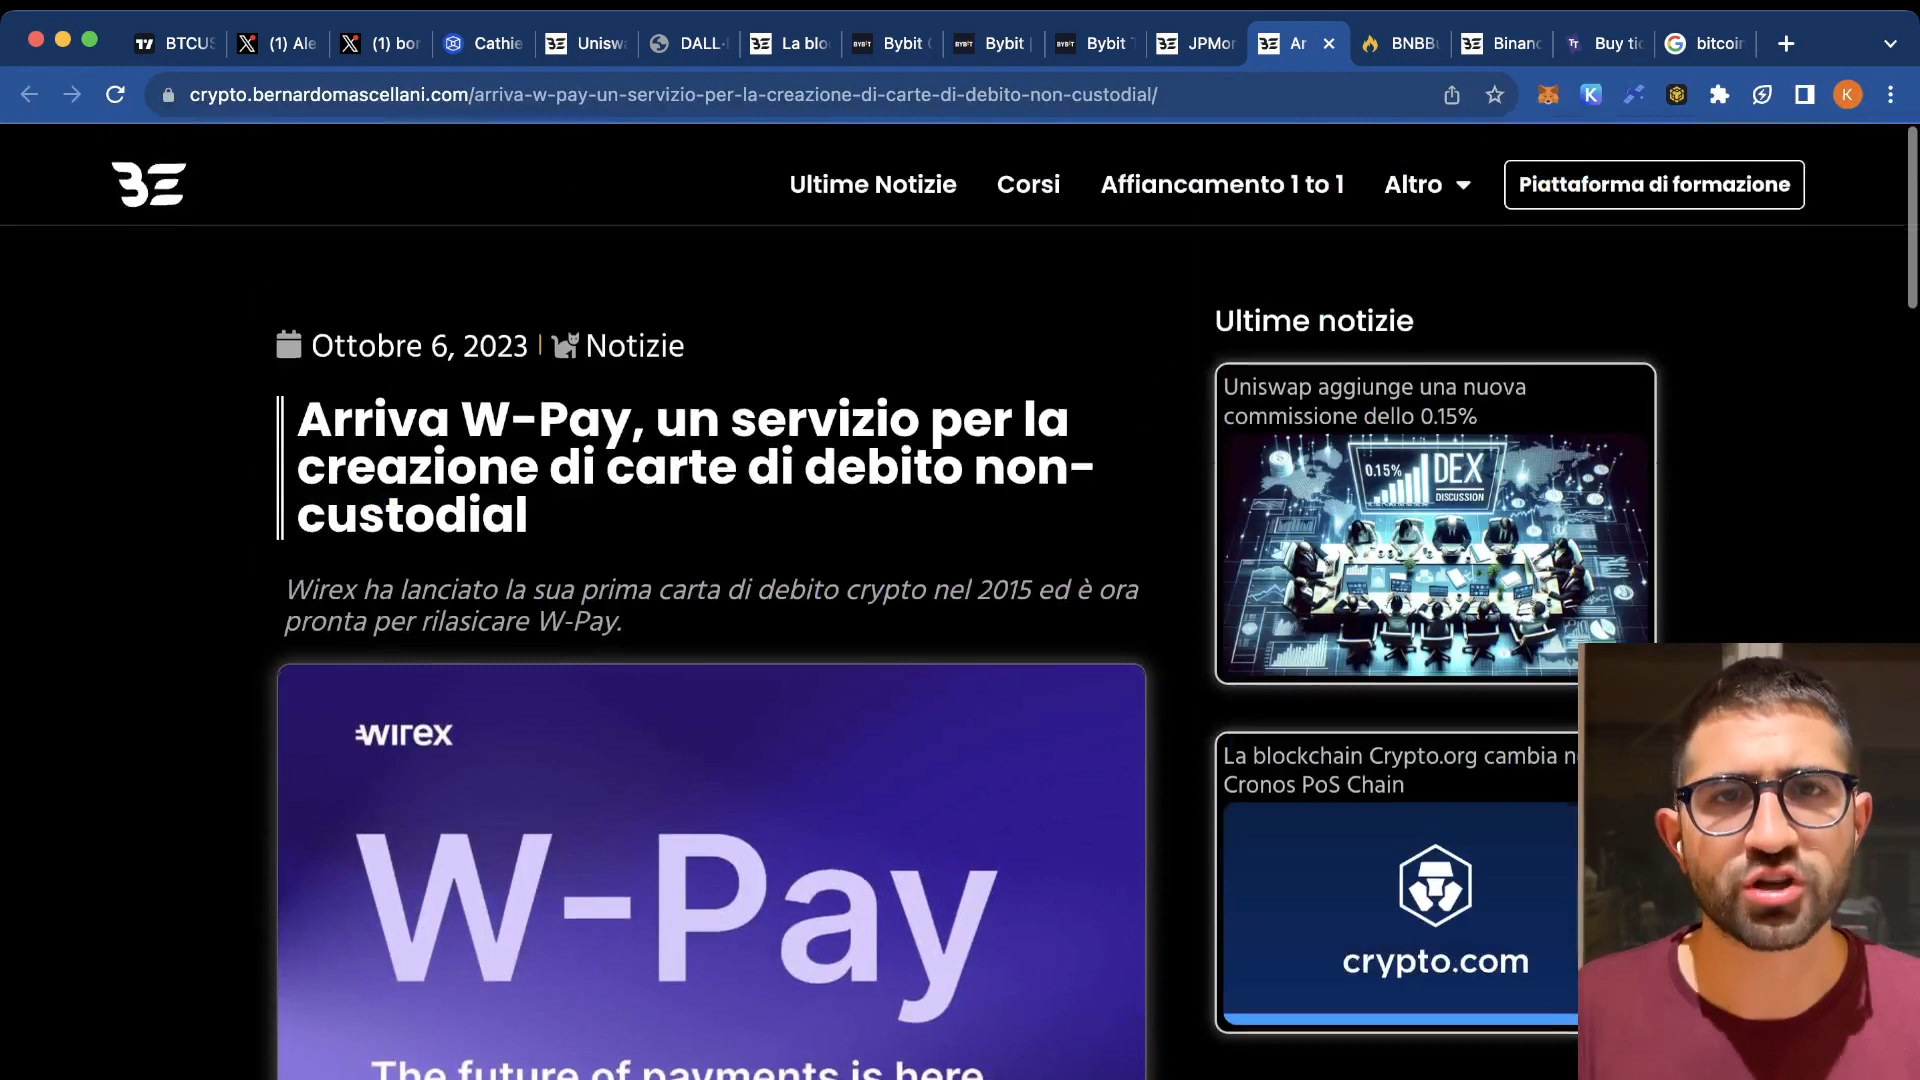 BTCUS
(1) Ale
(1) bor
Cathie
Unisw
DALL·
La blo
BYBIT
Bybit
BYBIT
Bybit
BYBIT
Bybit
JPMor
Ar
BNBB
Binan
Buy tic
bitcoin
crypto.bernardomascellani.com/arriva-w-pay-un-servizio-per-la-creazione-di-carte-di-debito-non-custodial/
K
K
Ultime Notizie
Corsi
Affiancamento 1 to 1
Altro
Piattaforma di formazione
Ottobre 6, 2023
Notizie
Arriva W-Pay, un servizio per la
creazione di carte di debito non-
custodial
Wirex ha lanciato la sua prima carta di debito crypto nel 2015 ed è ora
pronta per rilasicare W-Pay.
wirex
W-Pay
The future of payments is here
Ultime notizie
Uniswap aggiunge una nuova
commissione dello 0.15%
0.15%
DEX
DISCUSSION
La blockchain Crypto.org cambia n
Cronos PoS Chain
crypto.com